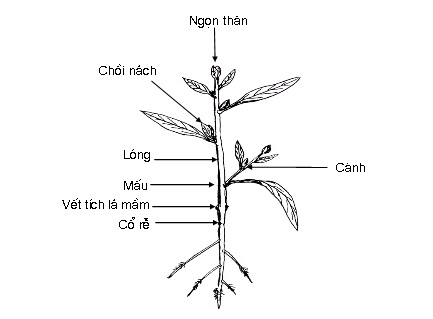 Ngọn thân
Chồi nách
Lóng
Cành
Mấu
Vết tích lá mầm
Cổ rễ